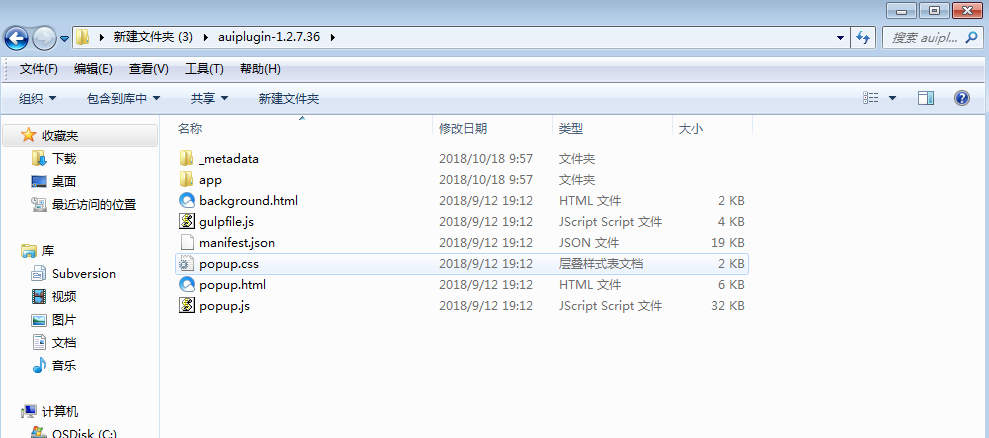 新建文件夹 (3) auiplugin-1.2.7.36 搜索 auipl...
文件(F) 编辑(E) 查看(V) 工具(T) 帮助(H)
组织 包含到库中 共享 新建文件夹
名称 修改日期 类型 大小
收藏夹
下载
桌面
最近访问的位置
库
Subversion
视频
图片
文档
音乐
计算机
OSDisk (C:)
_metadata 2018/10/18 9:57 文件夹
app 2018/10/18 9:57 文件夹
background.html 2018/9/12 19:12 HTML 文件 2 KB
gulpfile.js 2018/9/12 19:12 JScript Script 文件 4 KB
manifest.json 2018/9/12 19:12 JSON 文件 19 KB
popup.css 2018/9/12 19:12 层叠样式表文档 2 KB
popup.html 2018/9/12 19:12 HTML 文件 6 KB
popup.js 2018/9/12 19:12 JScript Script 文件 32 KB